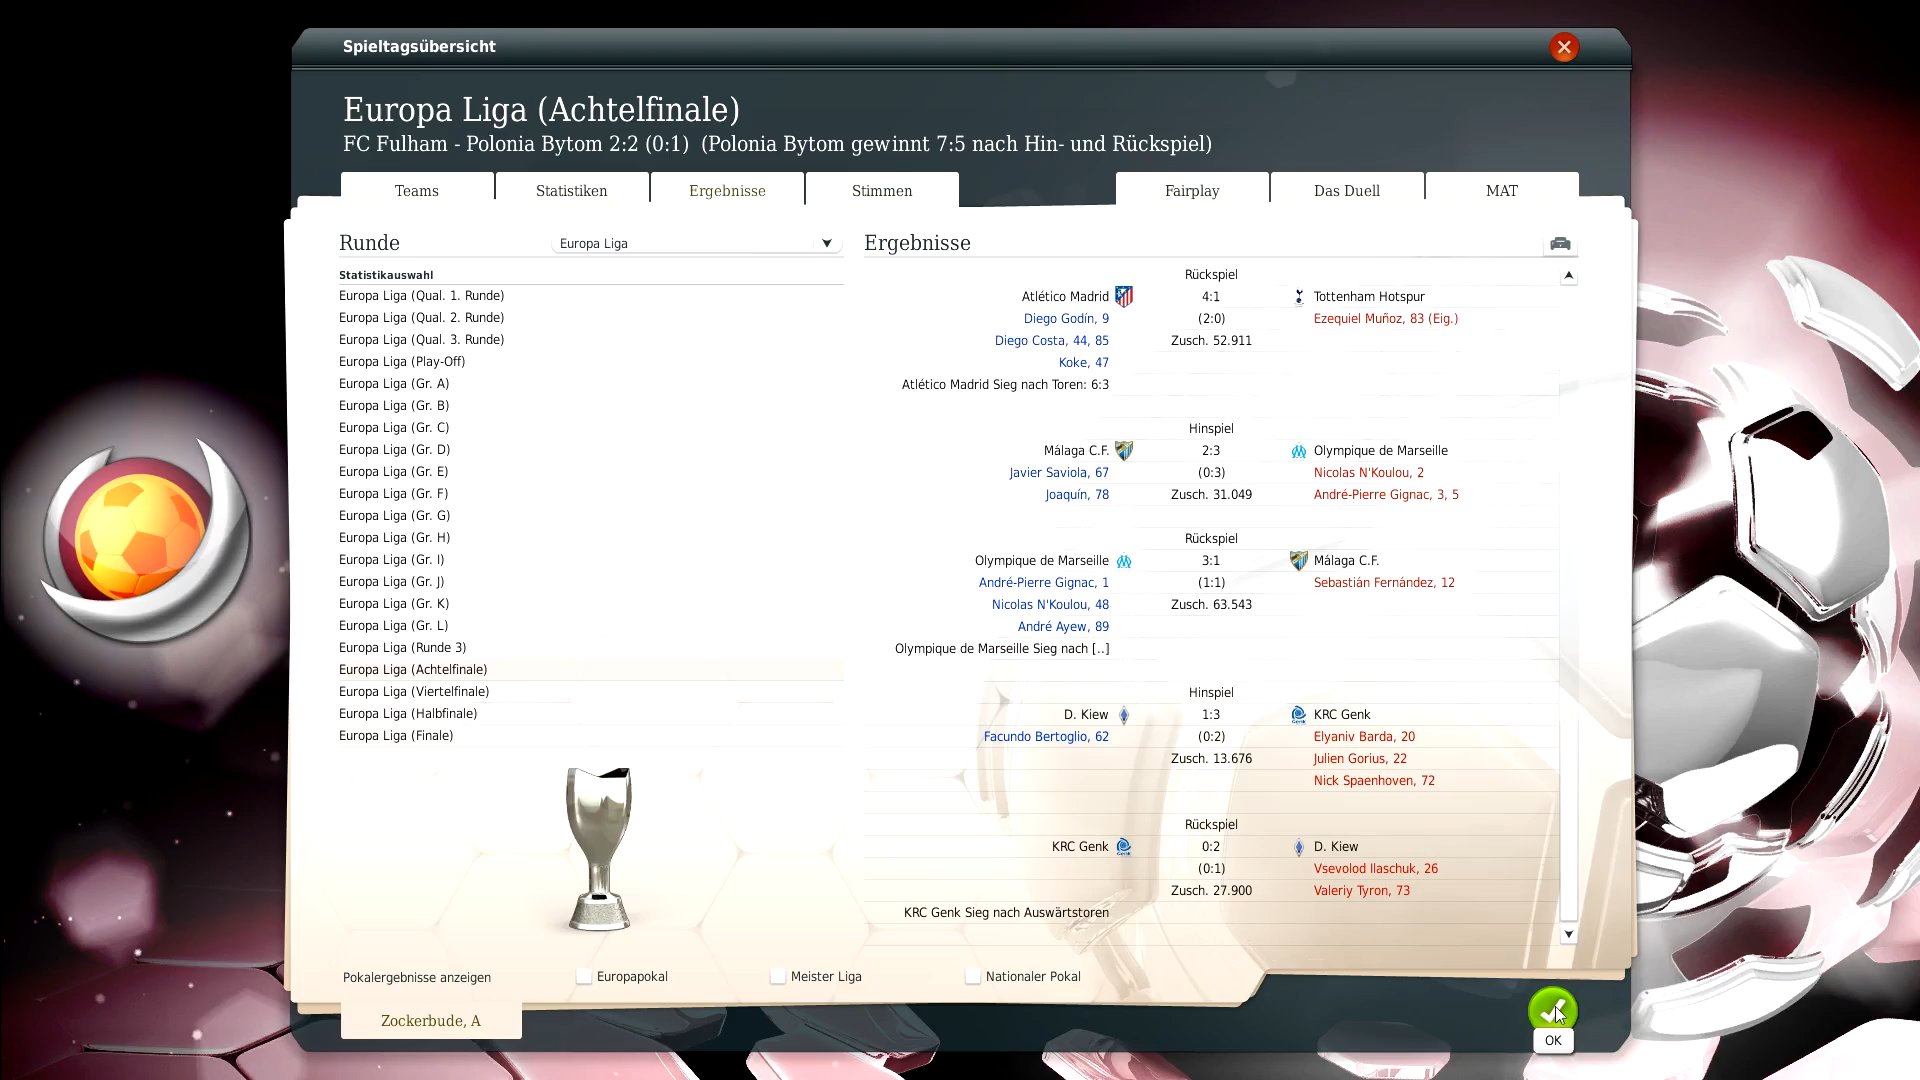 Spieltagsübersicht
Europa Liga (Achtelfinale)
FC Fulham - Polonia Bytom 2:2 (0:1)  (Polonia Bytom gewinnt 7:5 nach Hin- und Rückspiel)
Teams
Statistiken
Ergebnisse
Stimmen
Fairplay
Das Duell
MAT
Runde
Europa Liga
Statistikauswahl
Europa Liga (Qual. 1. Runde)
Europa Liga (Qual. 2. Runde)
Europa Liga (Qual. 3. Runde)
Europa Liga (Play-Off)
Europa Liga (Gr. A)
Europa Liga (Gr. B)
Europa Liga (Gr. C)
Europa Liga (Gr. D)
Europa Liga (Gr. E)
Europa Liga (Gr. F)
Europa Liga (Gr. G)
Europa Liga (Gr. H)
Europa Liga (Gr. I)
Europa Liga (Gr. J)
Europa Liga (Gr. K)
Europa Liga (Gr. L)
Europa Liga (Runde 3)
Europa Liga (Achtelfinale)
Europa Liga (Viertelfinale)
Europa Liga (Halbfinale)
Europa Liga (Finale)
Ergebnisse
Rückspiel
Atlético Madrid 4:1 Tottenham Hotspur
Diego Godín, 9 (2:0) Ezequiel Muñoz, 83 (Eig.)
Diego Costa, 44, 85 Zusch. 52.911
Koke, 47
Atlético Madrid Sieg nach Toren: 6:3
Hinspiel
Málaga C.F. 2:3 Olympique de Marseille
Javier Saviola, 67 (0:3) Nicolas N'Koulou, 2
Joaquín, 78 Zusch. 31.049 André-Pierre Gignac, 3, 5
Rückspiel
Olympique de Marseille 3:1 Málaga C.F.
André-Pierre Gignac, 1 (1:1) Sebastián Fernández, 12
Nicolas N'Koulou, 48 Zusch. 63.543
André Ayew, 89
Olympique de Marseille Sieg nach [..]
Hinspiel
D. Kiew 1:3 KRC Genk
Facundo Bertoglio, 62 (0:2) Elyaniv Barda, 20
Zusch. 13.676 Julien Gorius, 22
Nick Spaenhoven, 72
Rückspiel
KRC Genk 0:2 D. Kiew
(0:1) Vsevolod Ilaschuk, 26
Zusch. 27.900 Valeriy Tyron, 73
KRC Genk Sieg nach Auswärtstoren
Pokalergebnisse anzeigen
Europapokal
Meister Liga
Nationaler Pokal
Zockerbude, A
OK